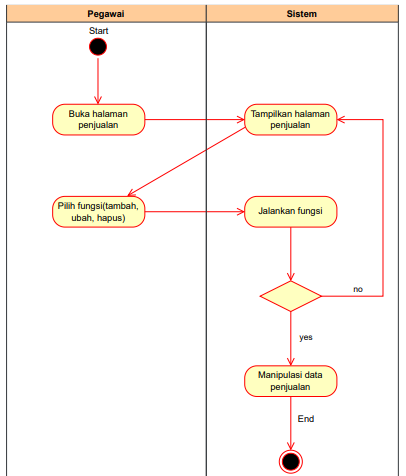 Pegawai
Sistem
Start
Buka halaman
penjualan
Tampilkan halaman
penjualan
Pilih fungsi(tambah,
ubah, hapus)
Jalankan fungsi
no
yes
Manipulasi data
penjualan
End